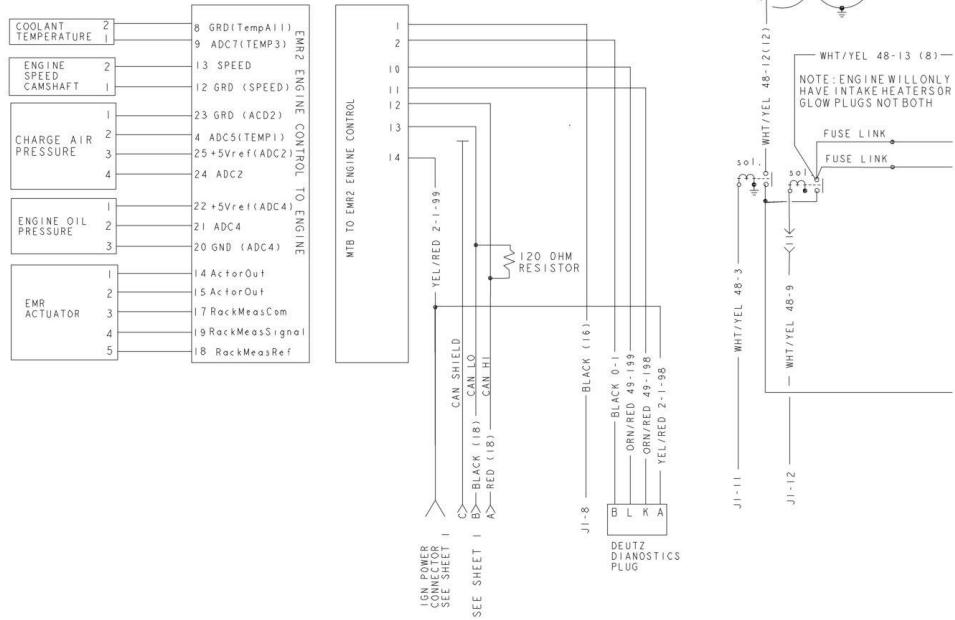 COOLANT
TEMPERATURE
2
1
8 GRD(TempAll)
9 ADC7(TEMP3)
ENGINE
SPEED
CAMSHAFT
2
1
13 SPEED
12 GRD (SPEED)
CHARGE AIR
PRESSURE
1
2
3
4
23 GRD (ACD2)
4 ADC5(TEMP1)
25+5Vref(ADC2)
24 ADC2
ENGINE OIL
PRESSURE
1
2
3
22+5Vref(ADC4)
21 ADC4
20 GND (ADC4)
EMR
ACTUATOR
1
2
3
4
5
14 ActorOut
15 ActorOut
17 RackMeasCom
19 RackMeasSignal
18 RackMeasRef
EMR2 ENGINE CONTROL TO ENGINE
MTB TO EMR2 ENGINE CONTROL
1
2
10
11
12
13
14
YEL/RED 2-1-99
120 OHM
RESISTOR
CAN SHIELD
CAN LO
CAN HI
BLACK (18)
RED (18)
C
B
A
IGN POWER
CONNECTOR
SEE SHEET 1
SEE SHEET 1
BLACK (16)
J1-8
BLACK 0-1
ORN/RED 49-199
ORN/RED 49-198
YEL/RED 2-1-98
B L K A
DEUTZ
DIANOSTICS
PLUG
WHT/YEL 48-12(12)
WHT/YEL 48-13 (8)
NOTE: ENGINE WILL ONLY
HAVE INTAKE HEATERS OR
GLOW PLUGS NOT BOTH
FUSE LINK
FUSE LINK
sol.
sol.
WHT/YEL 48-3
WHT/YEL 48-9
J1-11
J1-12